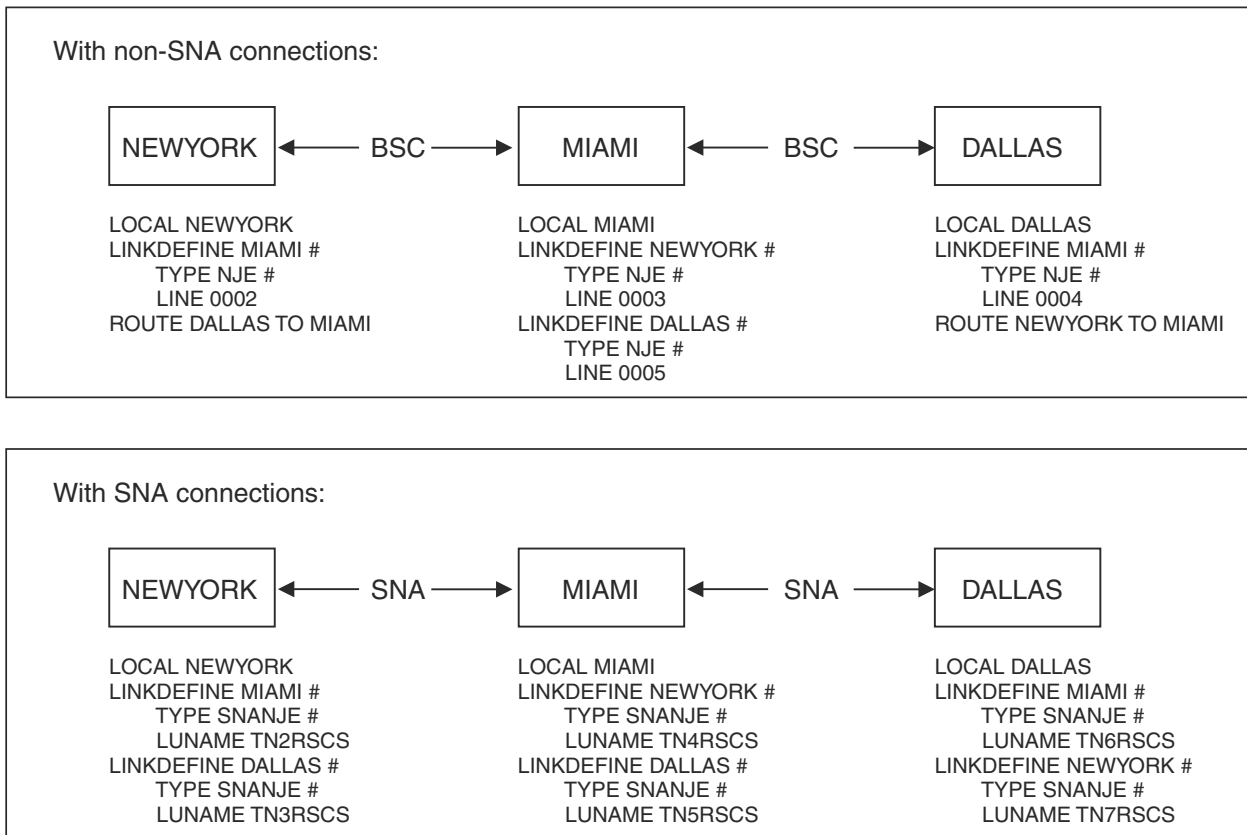 With non-SNA connections:
NEWYORK
BSC
MIAMI
BSC
DALLAS
LOCAL NEWYORK
LINKDEFINE MIAMI #
TYPE NJE #
LINE 0002
ROUTE DALLAS TO MIAMI
LOCAL MIAMI
LINKDEFINE NEWYORK #
TYPE NJE #
LINE 0003
LINKDEFINE DALLAS #
TYPE NJE #
LINE 0005
LOCAL DALLAS
LINKDEFINE MIAMI #
TYPE NJE #
LINE 0004
ROUTE NEWYORK TO MIAMI
With SNA connections:
NEWYORK
SNA
MIAMI
SNA
DALLAS
LOCAL NEWYORK
LINKDEFINE MIAMI #
TYPE SNANJE #
LUNAME TN2RSCS
LINKDEFINE DALLAS #
TYPE SNANJE #
LUNAME TN3RSCS
LOCAL MIAMI
LINKDEFINE NEWYORK #
TYPE SNANJE #
LUNAME TN4RSCS
LINKDEFINE DALLAS #
TYPE SNANJE #
LUNAME TN5RSCS
LOCAL DALLAS
LINKDEFINE MIAMI #
TYPE SNANJE #
LUNAME TN6RSCS
LINKDEFINE NEWYORK #
TYPE SNANJE #
LUNAME TN7RSCS